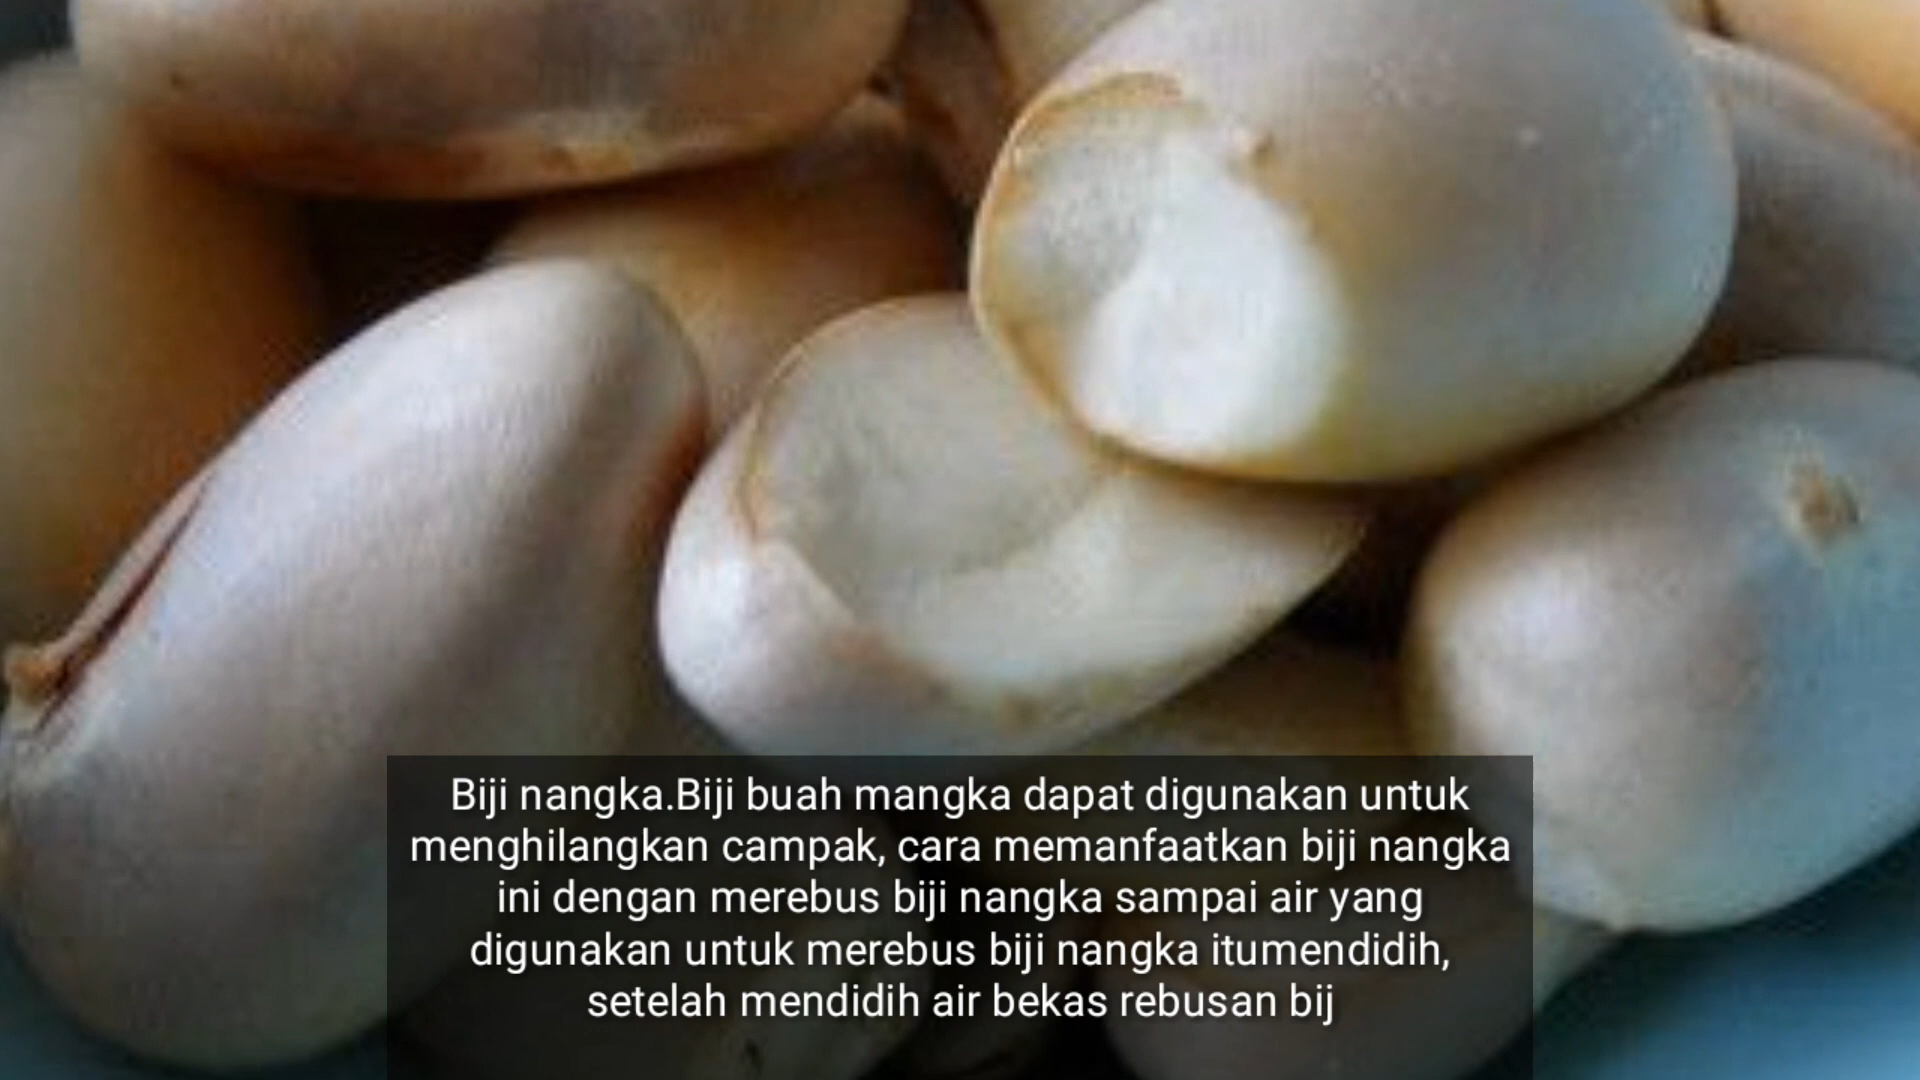 Biji nangka.Biji buah mangka dapat digunakan untuk
menghilangkan campak, cara memanfaatkan biji nangka
ini dengan merebus biji nangka sampai air yang
digunakan untuk merebus biji nangka itumendidih,
setelah mendidih air bekas rebusan bij